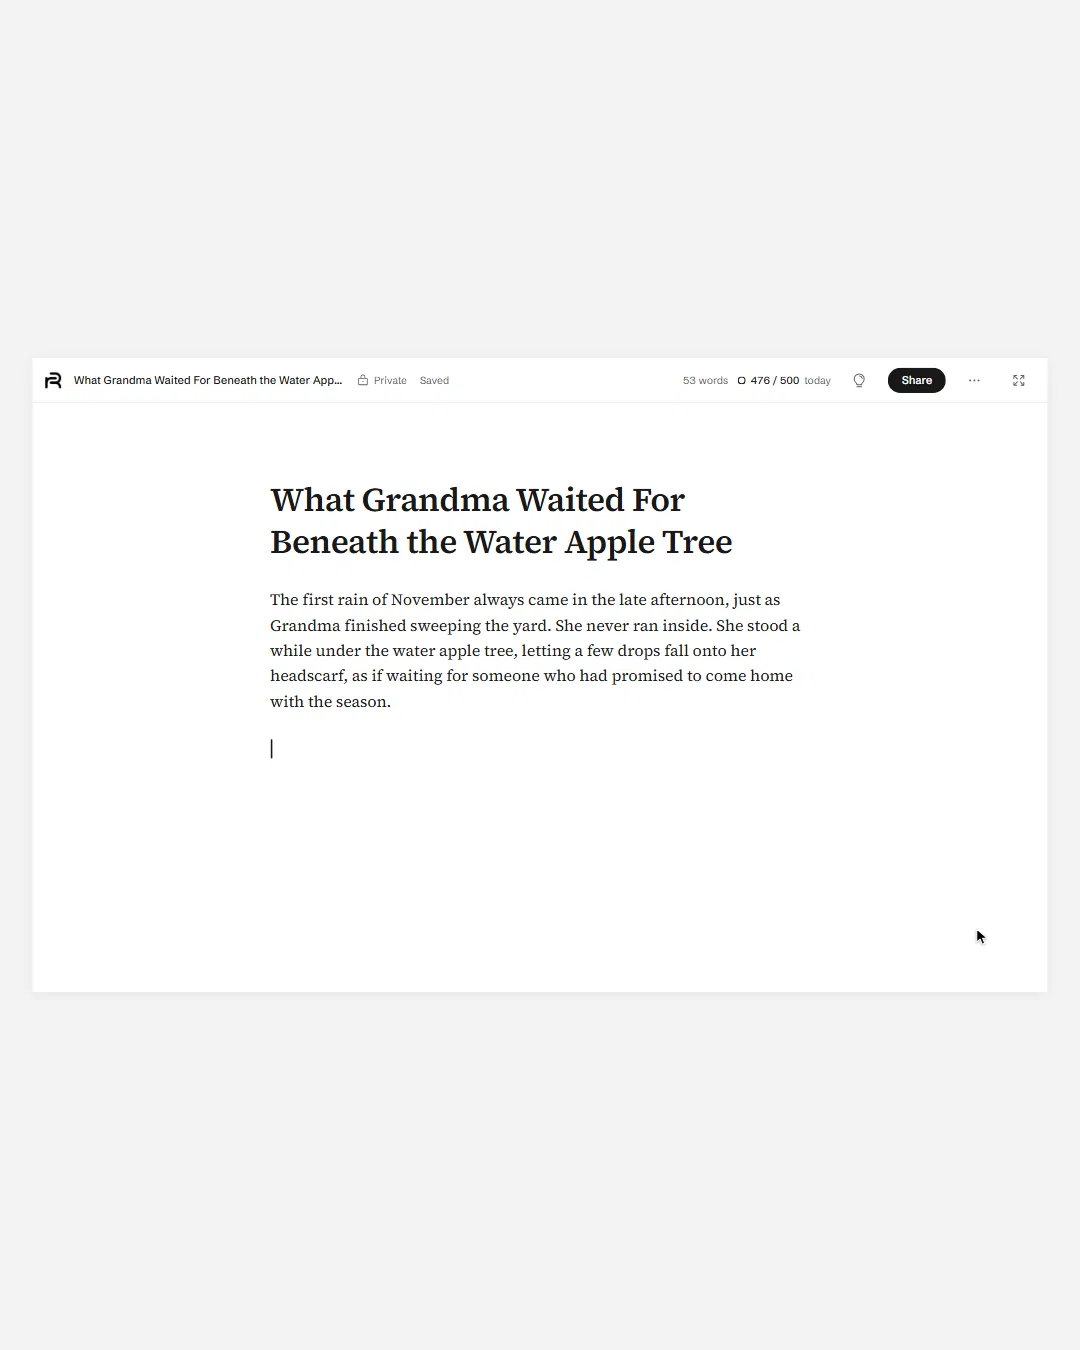 What Grandma Waited For Beneath the Water App... Private Saved 53 words 476 / 500 today Share
What Grandma Waited For
Beneath the Water Apple Tree
The first rain of November always came in the late afternoon, just as
Grandma finished sweeping the yard. She never ran inside. She stood a
while under the water apple tree, letting a few drops fall onto her
headscarf, as if waiting for someone who had promised to come home
with the season.